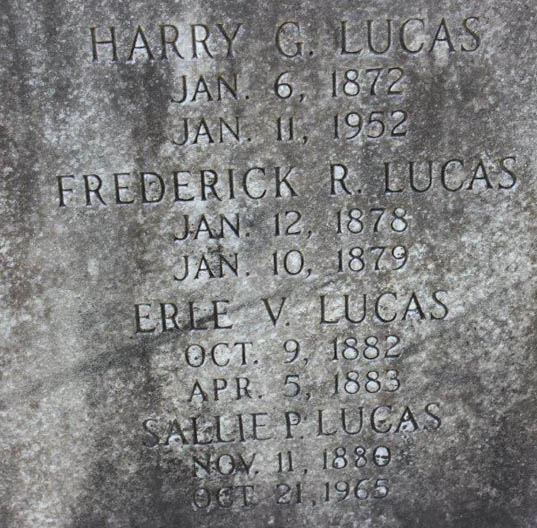 HARRY G. LUCAS
JAN. 6, 1872
JAN. 11, 1952
FREDERICK R. LUCAS
JAN. 12, 1878
JAN. 10, 1879
ERLE V. LUCAS
OCT. 9, 1882
APR. 5, 1883
SALLIE P. LUCAS
NOV. 11, 1880
OCT 21, 1965